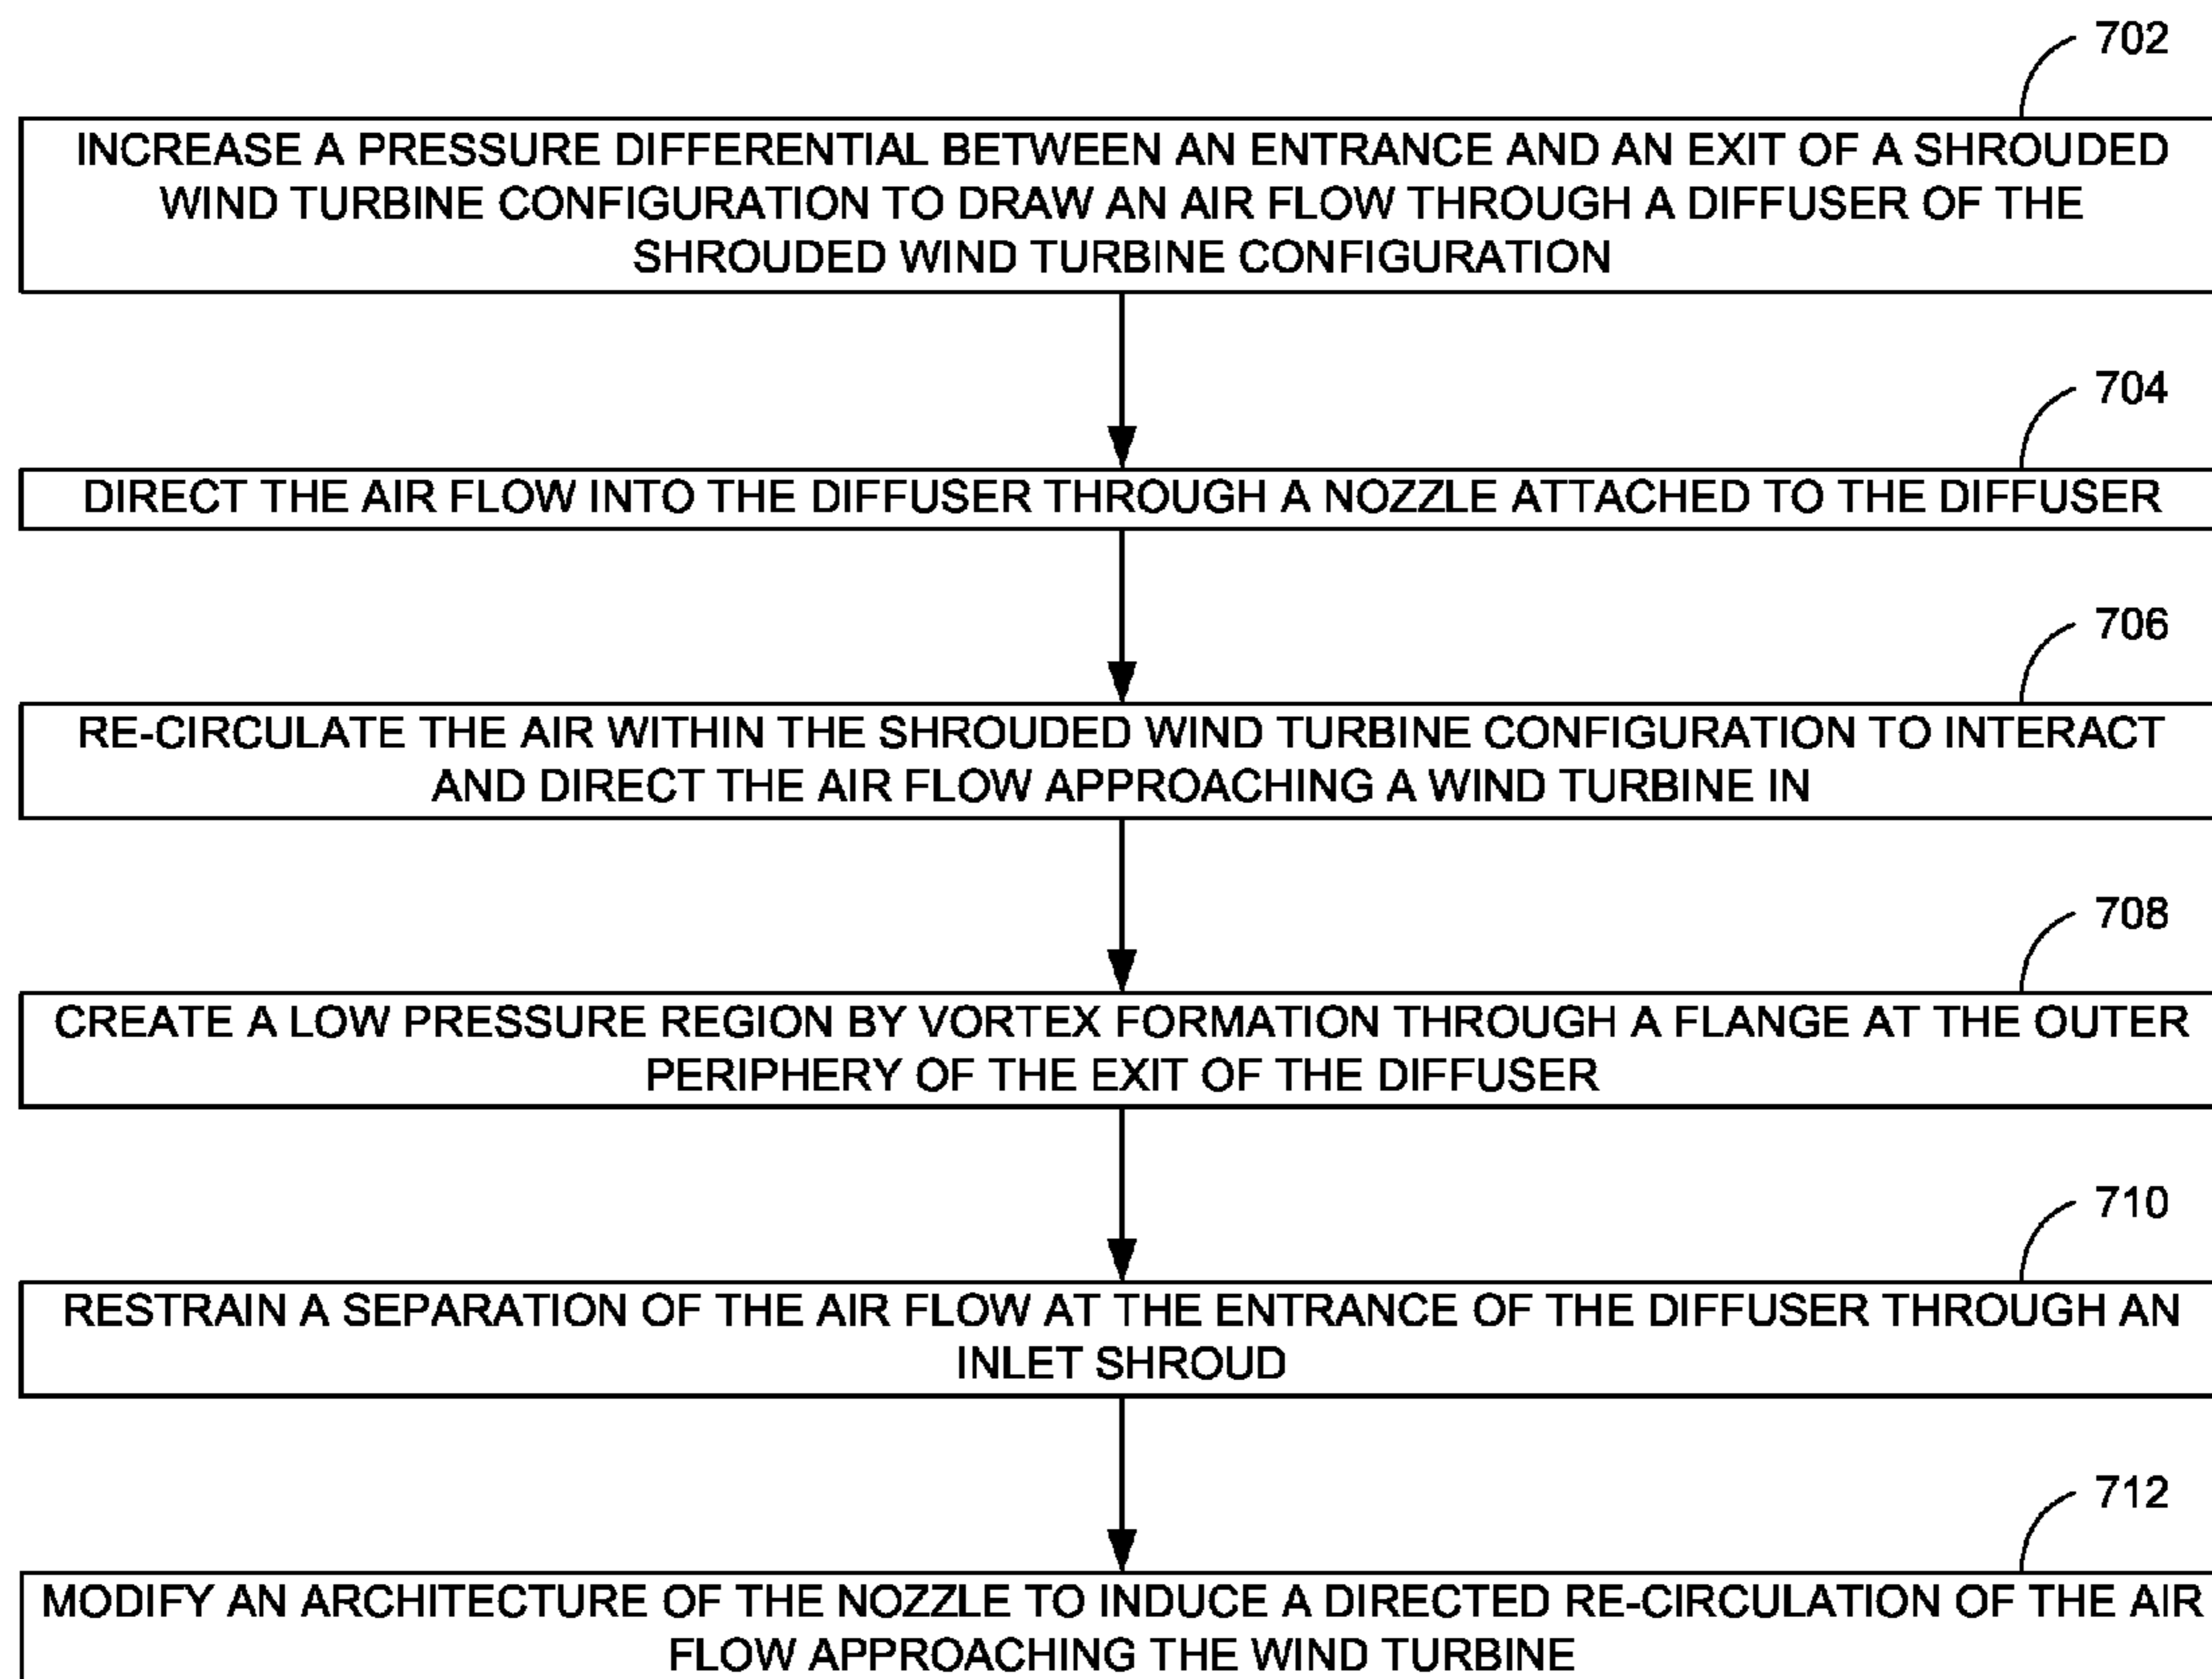 702
INCREASE A PRESSURE DIFFERENTIAL BETWEEN AN ENTRANCE AND AN EXIT OF A SHROUDED
WIND TURBINE CONFIGURATION TO DRAW AN AIR FLOW THROUGH A DIFFUSER OF THE
SHROUDED WIND TURBINE CONFIGURATION
704
DIRECT THE AIR FLOW INTO THE DIFFUSER THROUGH A NOZZLE ATTACHED TO THE DIFFUSER
706
RE-CIRCULATE THE AIR WITHIN THE SHROUDED WIND TURBINE CONFIGURATION TO INTERACT
AND DIRECT THE AIR FLOW APPROACHING A WIND TURBINE IN
708
CREATE A LOW PRESSURE REGION BY VORTEX FORMATION THROUGH A FLANGE AT THE OUTER
PERIPHERY OF THE EXIT OF THE DIFFUSER
710
RESTRAIN A SEPARATION OF THE AIR FLOW AT THE ENTRANCE OF THE DIFFUSER THROUGH AN
INLET SHROUD
712
MODIFY AN ARCHITECTURE OF THE NOZZLE TO INDUCE A DIRECTED RE-CIRCULATION OF THE AIR
FLOW APPROACHING THE WIND TURBINE